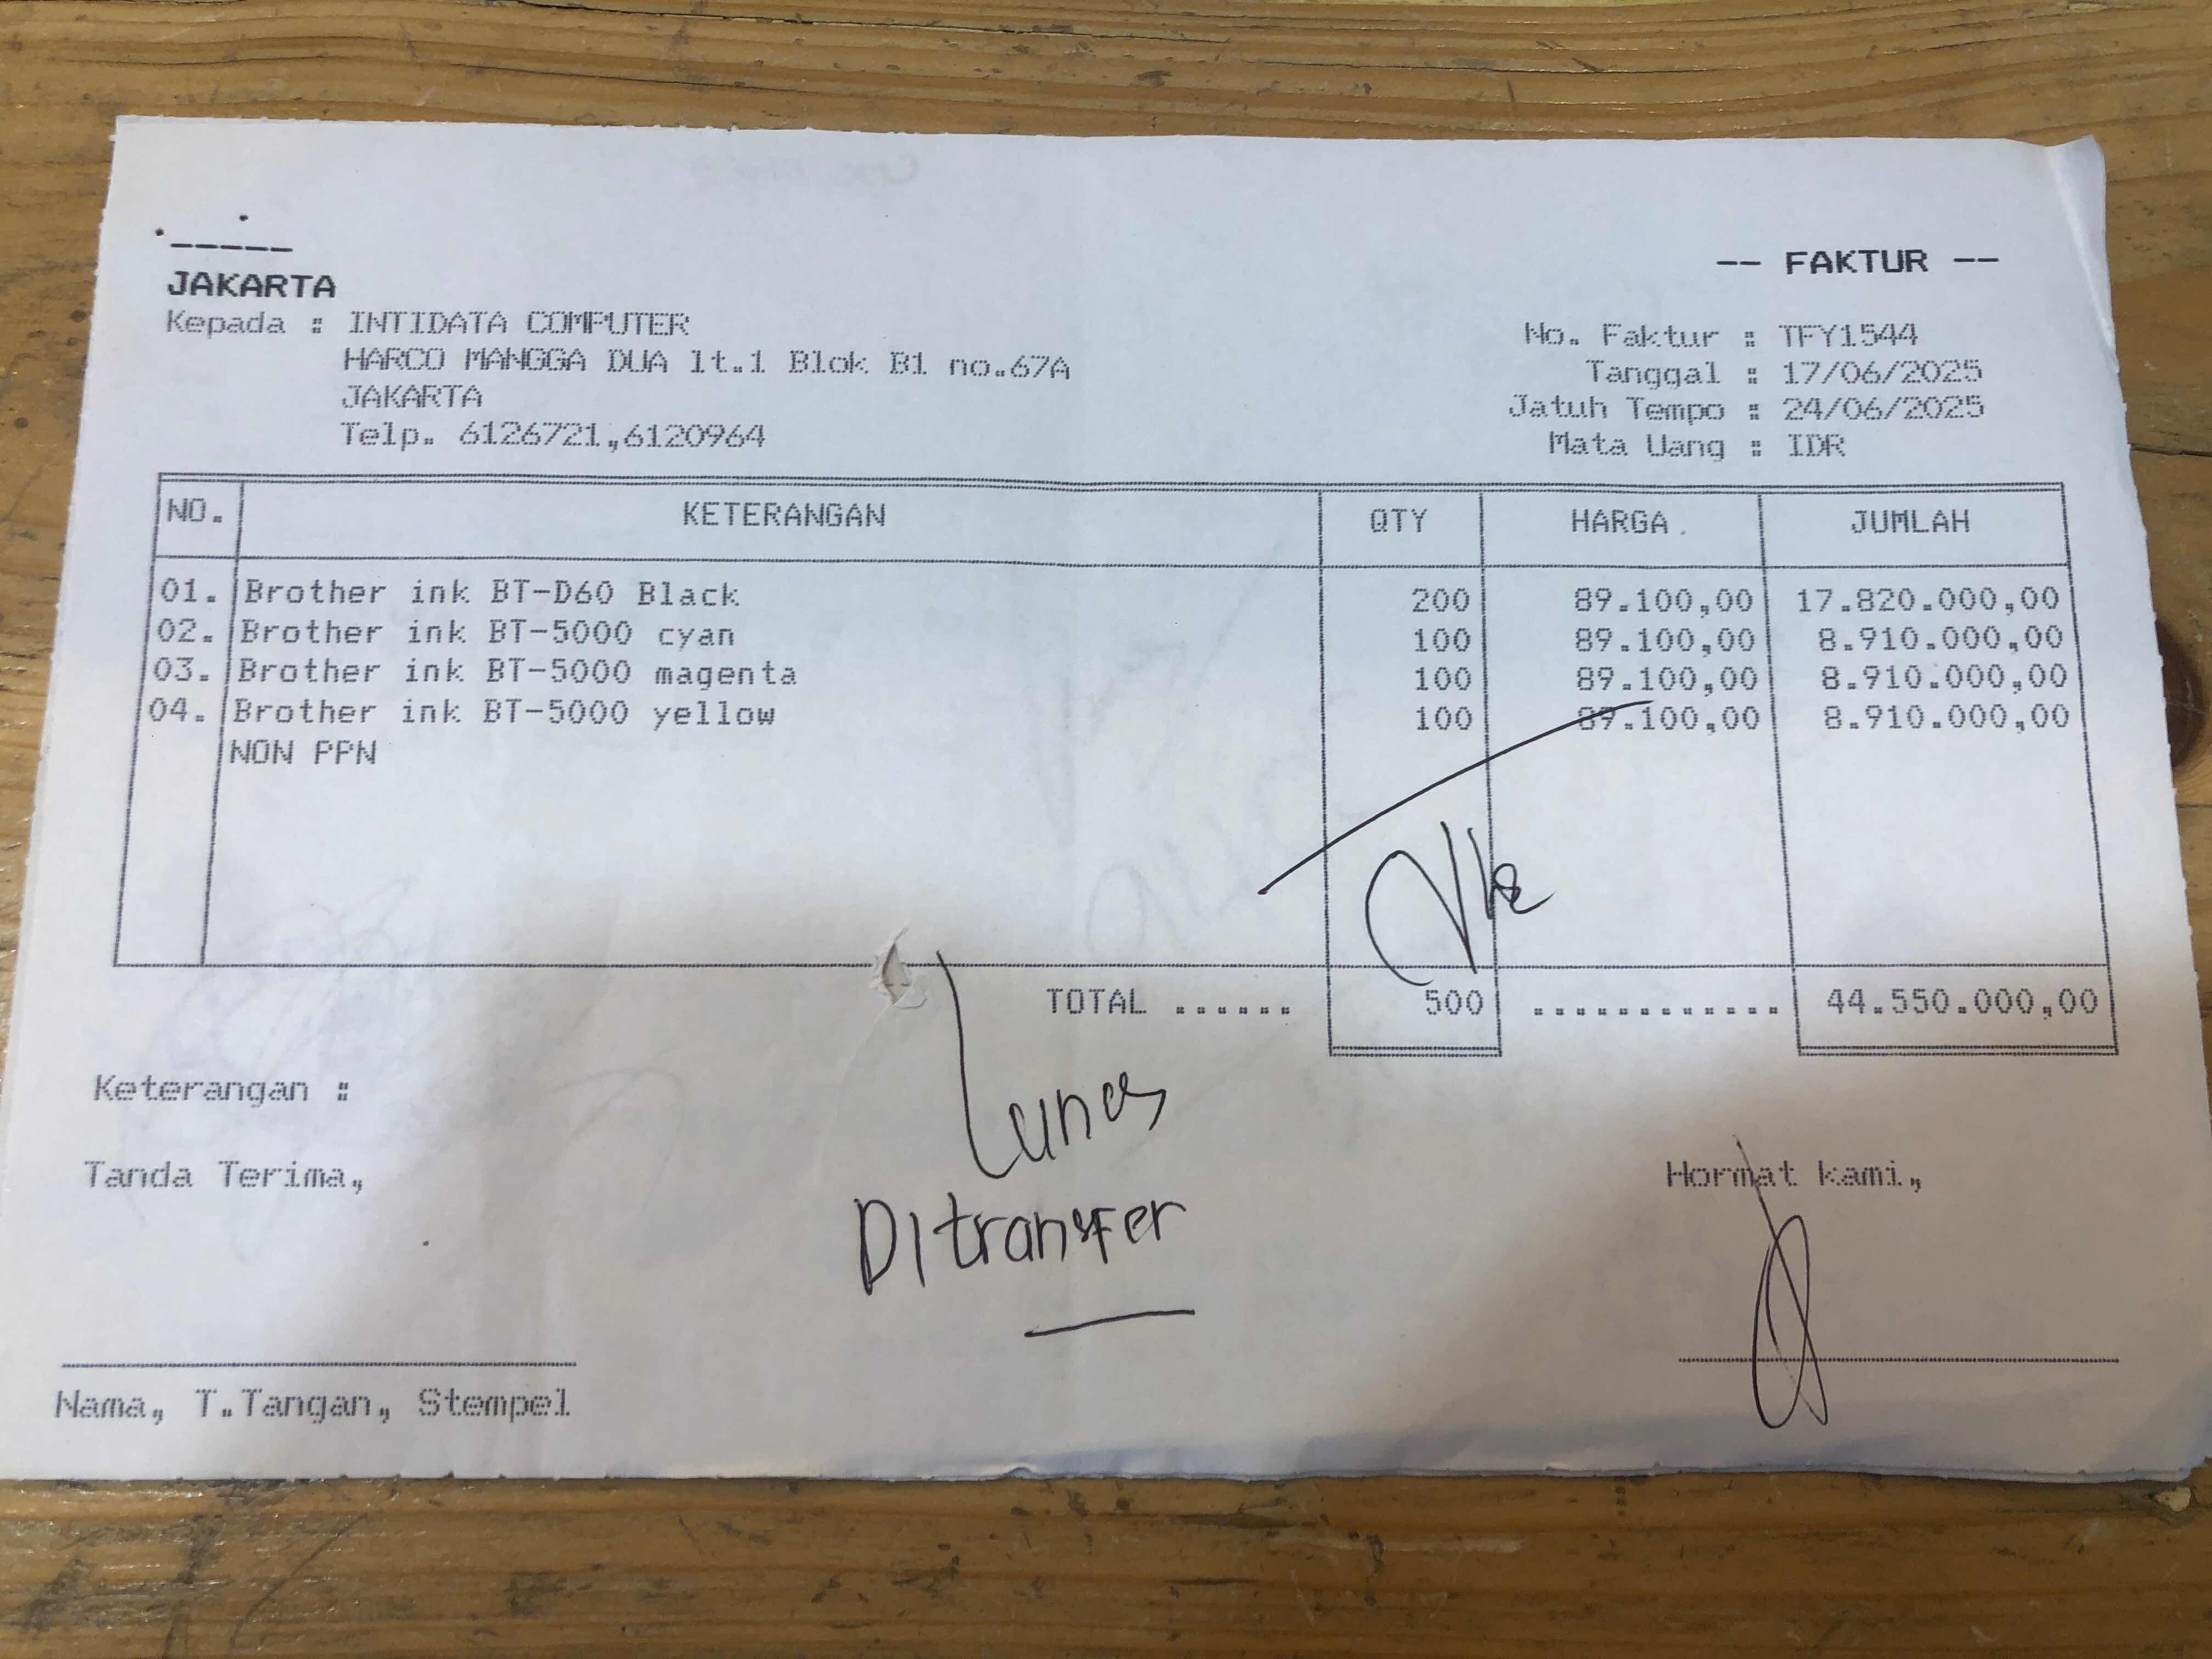 -----
JAKARTA
-- FAKTUR --
Kepada : INTIDATA COMPUTER
HARCO MANGGA DUA lt.1 Blok B1 no.67A
JAKARTA
Telp. 6126721,6120964
No. Faktur : TFY1544
Tanggal : 17/06/2025
Jatuh Tempo : 24/06/2025
Mata Uang : IDR
NO. KETERANGAN QTY HARGA JUMLAH
01. Brother ink BT-D60 Black 200 89.100,00 17.820.000,00
02. Brother ink BT-5000 cyan 100 89.100,00 8.910.000,00
03. Brother ink BT-5000 magenta 100 89.100,00 8.910.000,00
04. Brother ink BT-5000 yellow 100 89.100,00 8.910.000,00
NON PPN
TOTAL ...... 500 ............. 44.550.000,00
Keterangan :
Lunas
Ditransfer
Tanda Terima,
Hormat kami,
Nama, T.Tangan, Stempel